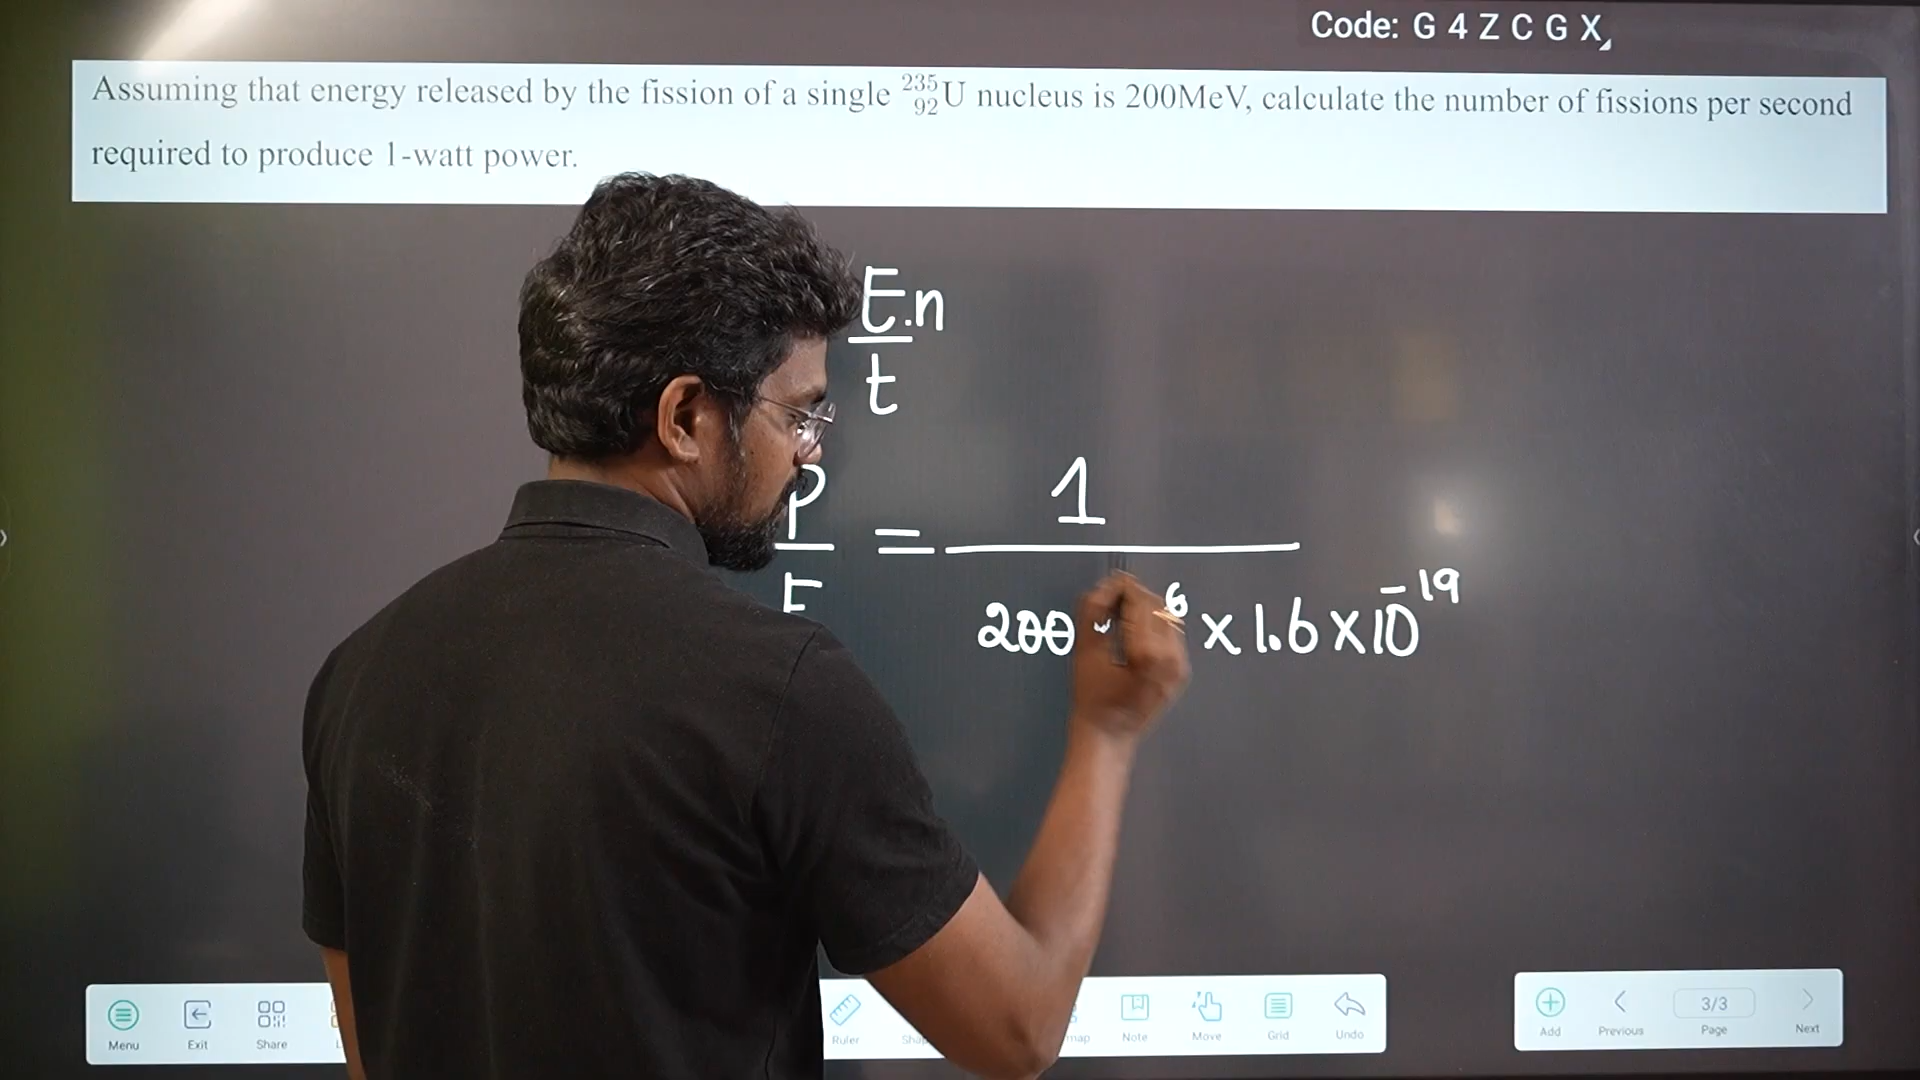 Code: G 4 Z C G X
Assuming that energy released by the fission of a single ²³⁵₉₂U nucleus is 200MeV, calculate the number of fissions per second
required to produce 1-watt power.
E.n
t
P
E
=
1
200 6 x 1.6 x 10⁻¹⁹
Menu
Exit
Share
Ruler
Note
Move
Grid
Undo
Add
Previous
3/3
Page
Next